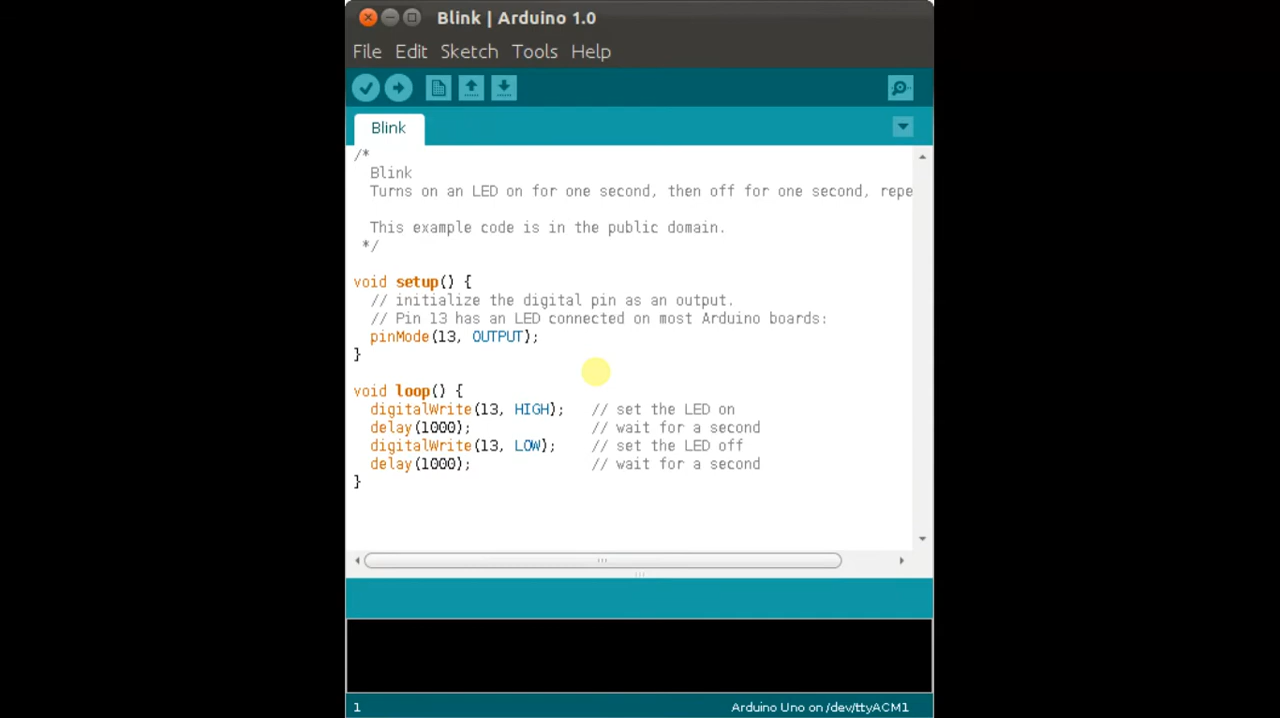 Blink | Arduino 1.0
File Edit Sketch Tools Help
Blink
/*
  Blink
  Turns on an LED on for one second, then off for one second, repe
  This example code is in the public domain.
 */
void setup() {
  // initialize the digital pin as an output.
  // Pin 13 has an LED connected on most Arduino boards:
  pinMode(13, OUTPUT);
}
void loop() {
  digitalWrite(13, HIGH);   // set the LED on
  delay(1000);              // wait for a second
  digitalWrite(13, LOW);    // set the LED off
  delay(1000);              // wait for a second
}
1 Arduino Uno on /dev/ttyACM1